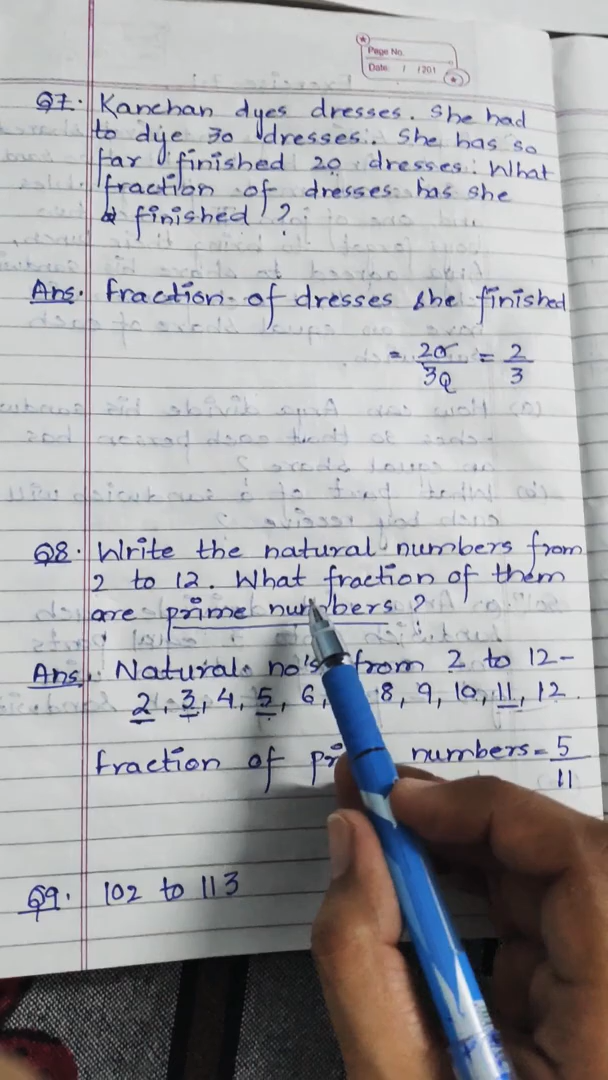 Page No.
Date: / /201
Q7. Kanchan dyes dresses. She had
to dye 30 dresses. She has so
far finished 20 dresses. What
fraction of dresses has she
finished?
Ans. Fraction of dresses she finished
= 20/30 = 2/3
Q8. Write the natural numbers from
2 to 12. What fraction of them
are prime numbers?
Ans. Natural no's from 2 to 12-
2, 3, 4, 5, 6, 8, 9, 10, 11, 12.
Fraction of numbers = 5/11
Q9. 102 to 113